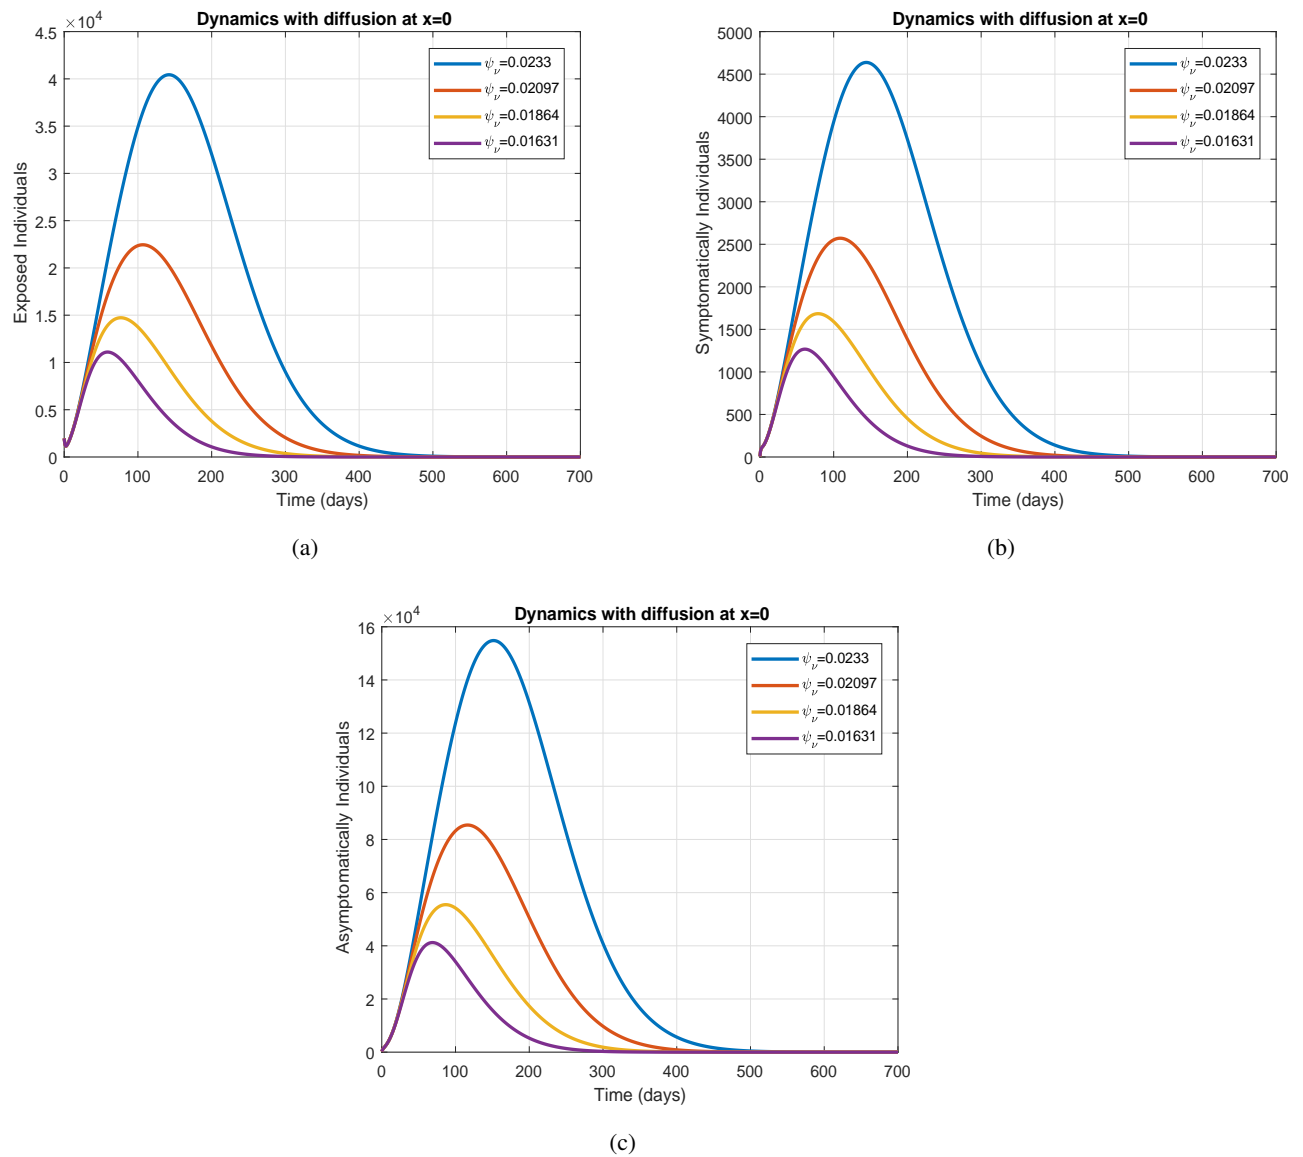 Dynamics with diffusion at x=0
×10⁴
4.5
4
3.5
3
2.5
2
1.5
1
0.5
0
Exposed Individuals
ψ_ν=0.0233
ψ_ν=0.02097
ψ_ν=0.01864
ψ_ν=0.01631
0 100 200 300 400 500 600 700
Time (days)
(a)
Dynamics with diffusion at x=0
5000
4500
4000
3500
3000
2500
2000
1500
1000
500
0
Symptomatically Individuals
ψ_ν=0.0233
ψ_ν=0.02097
ψ_ν=0.01864
ψ_ν=0.01631
0 100 200 300 400 500 600 700
Time (days)
(b)
Dynamics with diffusion at x=0
×10⁴
16
14
12
10
8
6
4
2
0
Asymptomatically Individuals
ψ_ν=0.0233
ψ_ν=0.02097
ψ_ν=0.01864
ψ_ν=0.01631
0 100 200 300 400 500 600 700
Time (days)
(c)